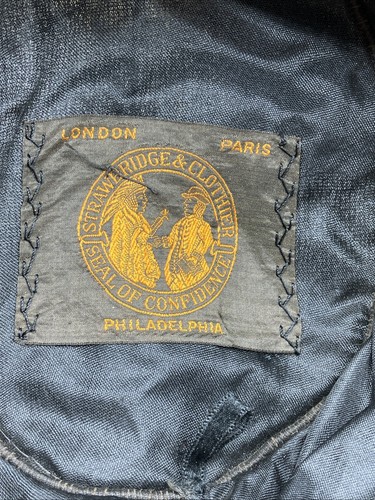 LONDON PARIS
STRAWBRIDGE & CLOTHIER
SEAL OF CONFIDENCE
PHILADELPHIA